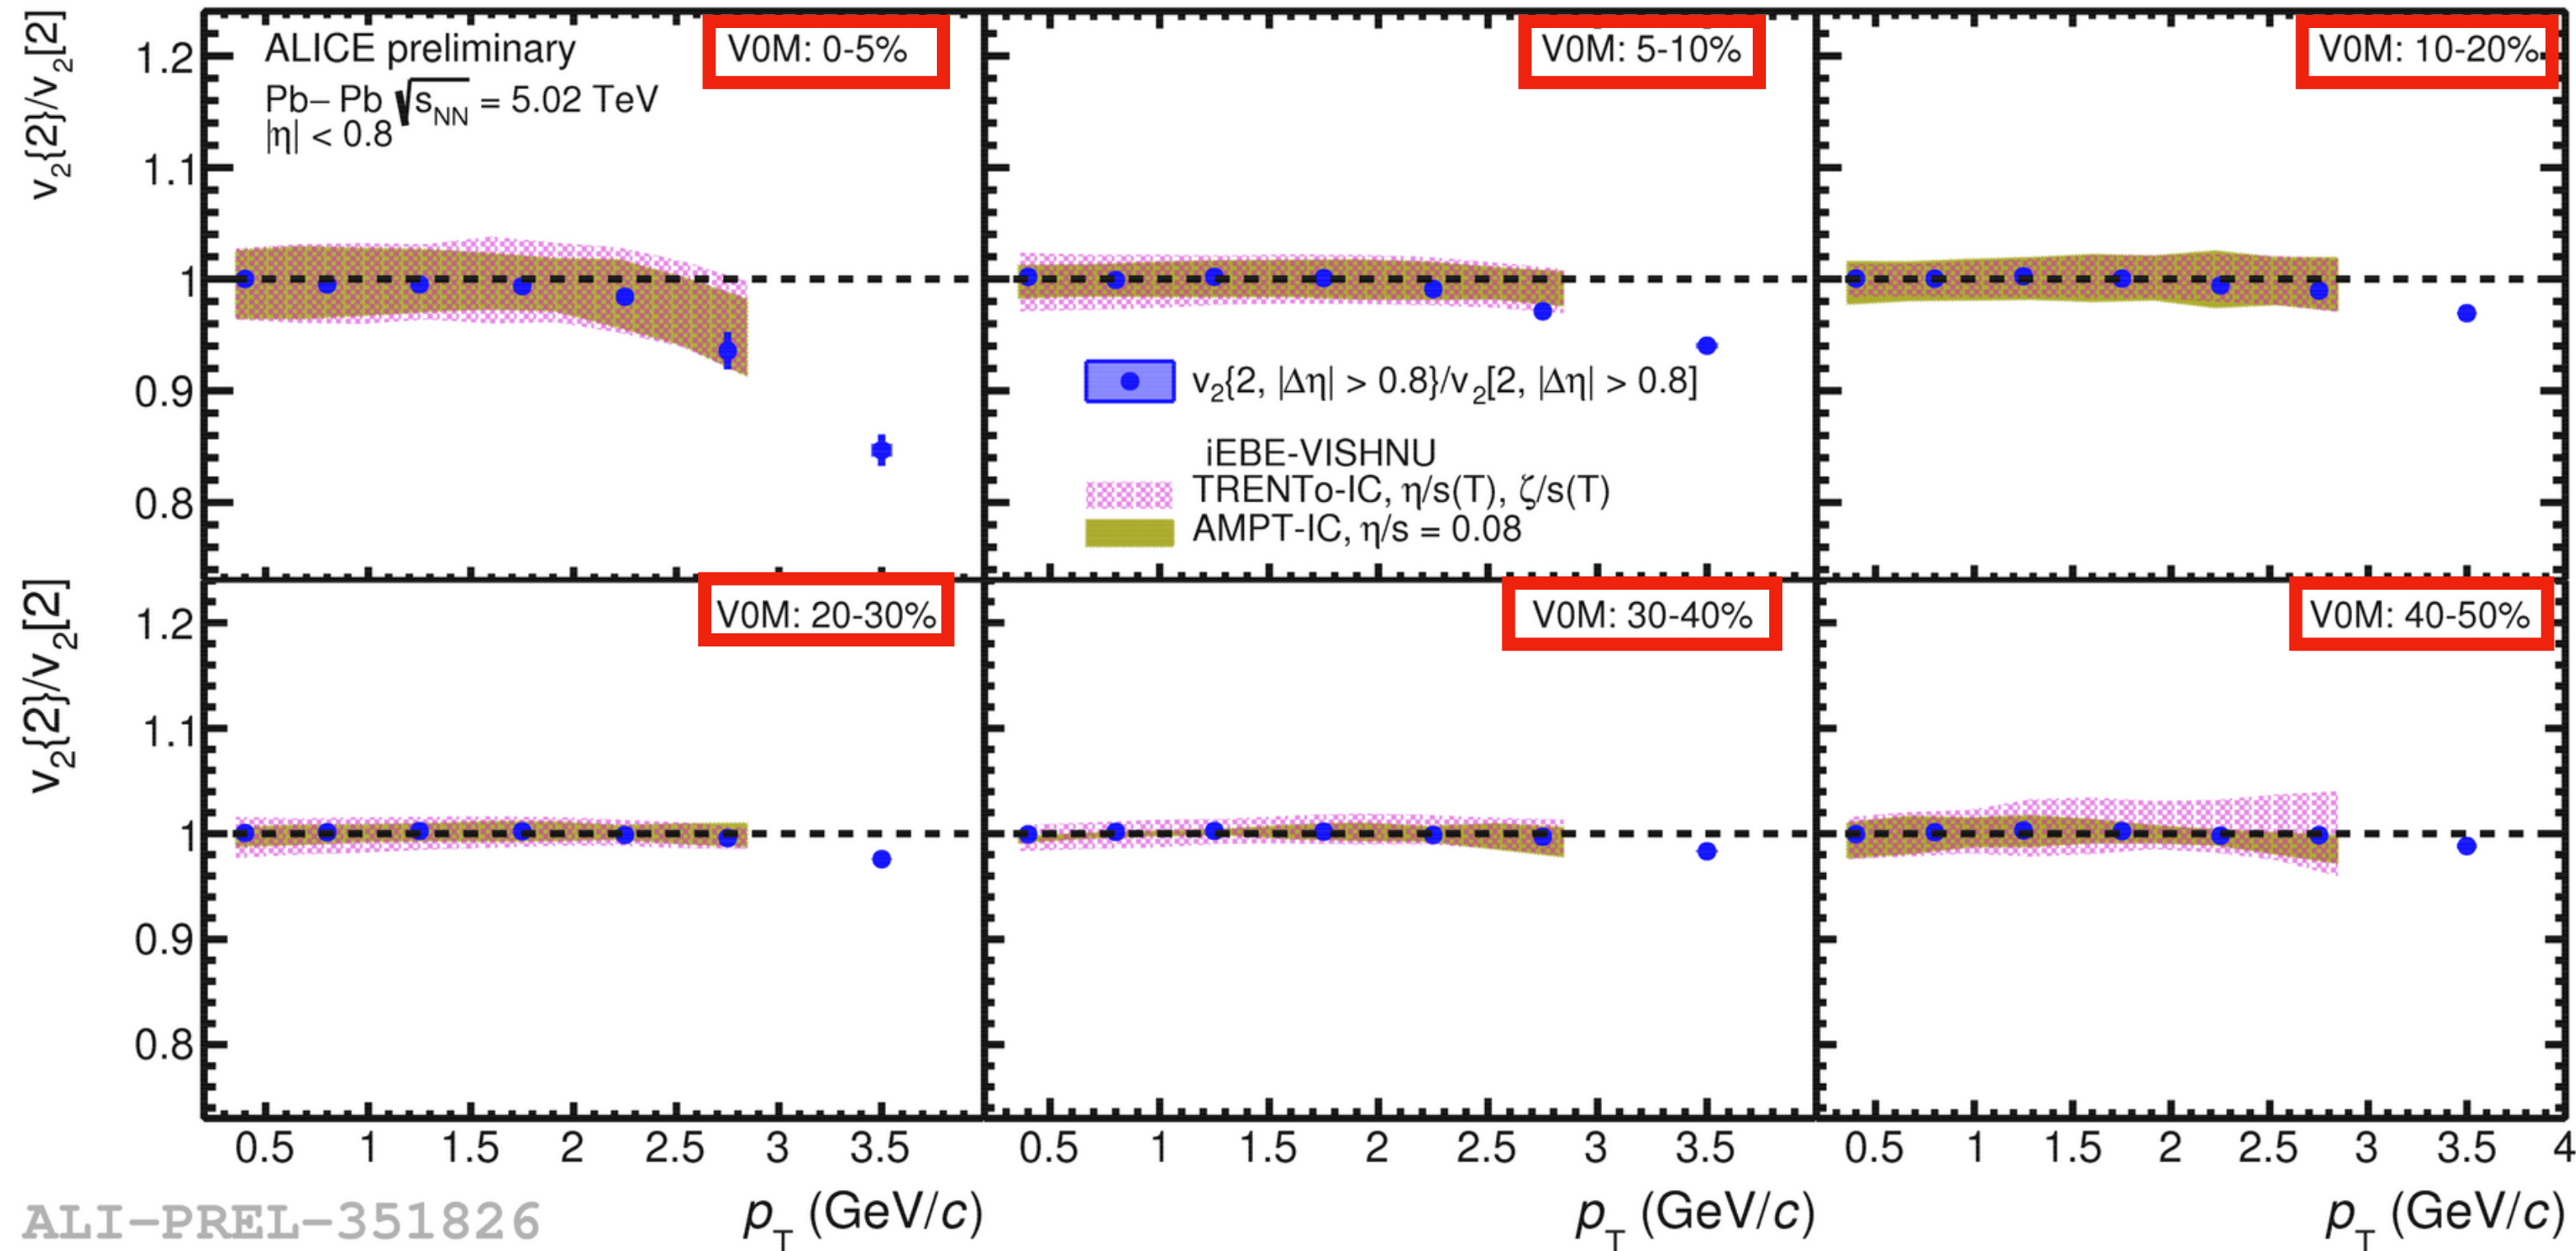 v₂{2}/v₂[2]
1.2
1.1
1
0.9
0.8
ALICE preliminary
Pb– Pb √sNN = 5.02 TeV
|η| < 0.8
V0M: 0-5%
V0M: 5-10%
v₂{2, |Δη| > 0.8}/v₂[2, |Δη| > 0.8]
iEBE-VISHNU
TRENTo-IC, η/s(T), ζ/s(T)
AMPT-IC, η/s = 0.08
V0M: 10-20%
v₂{2}/v₂[2]
1.2
1.1
1
0.9
0.8
V0M: 20-30%
V0M: 30-40%
V0M: 40-50%
0.5 1 1.5 2 2.5 3 3.5
0.5 1 1.5 2 2.5 3 3.5
0.5 1 1.5 2 2.5 3 3.5 4
pT (GeV/c)
pT (GeV/c)
pT (GeV/c)
ALI–PREL–351826